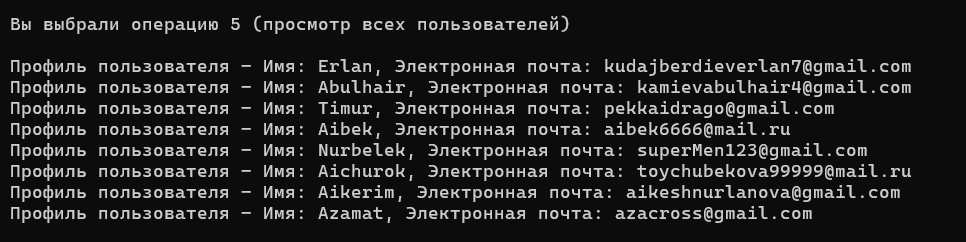 Вы выбрали операцию 5 (просмотр всех пользователей)
Профиль пользователя – Имя: Erlan, Электронная почта: kudajberdieverlan7@gmail.com
Профиль пользователя – Имя: Abulhair, Электронная почта: kamievabulhair4@gmail.com
Профиль пользователя – Имя: Timur, Электронная почта: pekkaidrago@gmail.com
Профиль пользователя – Имя: Aibek, Электронная почта: aibek6666@mail.ru
Профиль пользователя – Имя: Nurbelek, Электронная почта: superMen123@gmail.com
Профиль пользователя – Имя: Aichurok, Электронная почта: toychubekova99999@mail.ru
Профиль пользователя – Имя: Aikerim, Электронная почта: aikeshnurlanova@gmail.com
Профиль пользователя – Имя: Azamat, Электронная почта: azacross@gmail.com